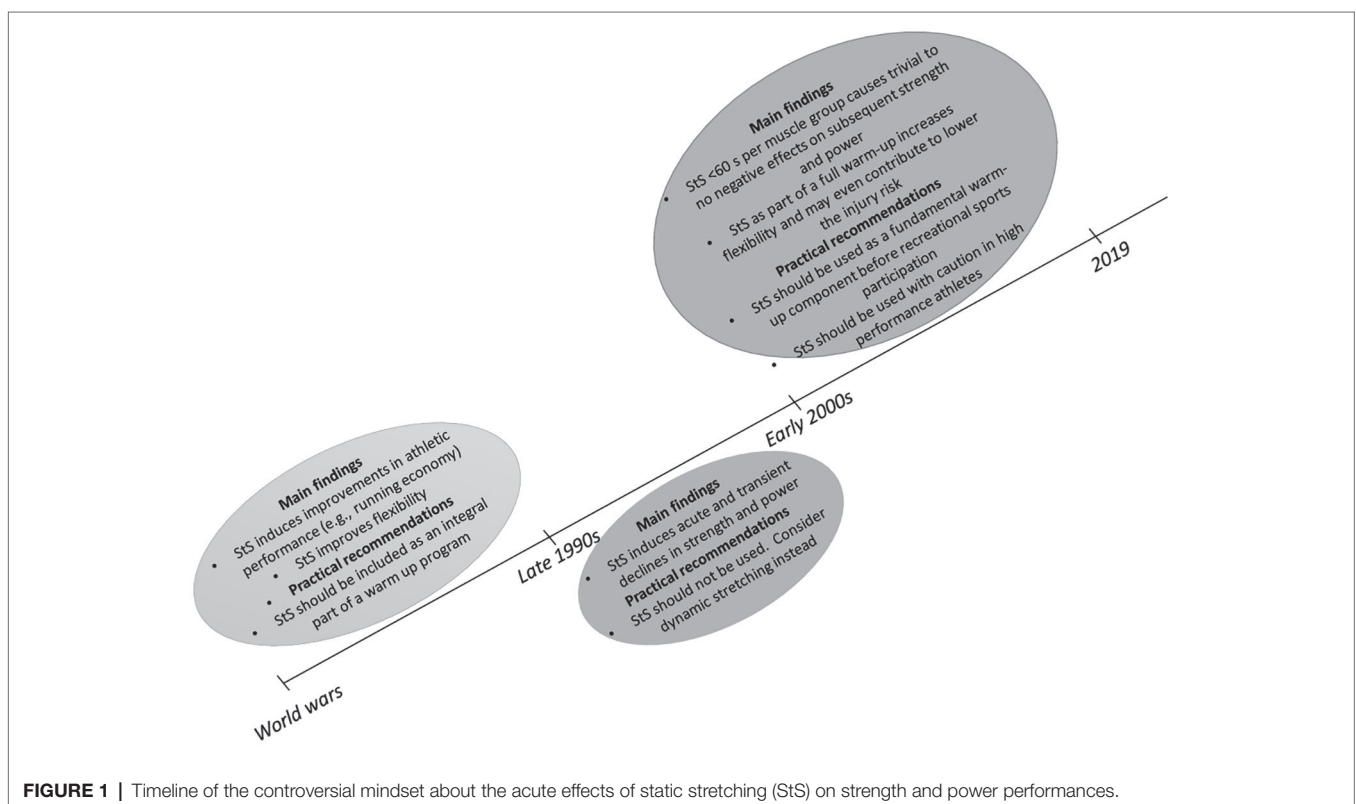 Main findings
• StS <60 s per muscle group causes trivial to
no negative effects on subsequent strength
and power
• StS as part of a full warm-up increases
flexibility and may even contribute to lower
the injury risk
Practical recommendations
• StS should be used as a fundamental warm-
up component before recreational sports
participation
• StS should be used with caution in high
performance athletes
2019
Early 2000s
Main findings
• StS induces improvements in athletic
performance (e.g., running economy)
• StS improves flexibility
• Practical recommendations
• StS should be included as an integral
part of a warm up program
Late 1990s
Main findings
• StS induces acute and transient
declines in strength and power
Practical recommendations
• StS should not be used. Consider
dynamic stretching instead
World wars
FIGURE 1 | Timeline of the controversial mindset about the acute effects of static stretching (StS) on strength and power performances.